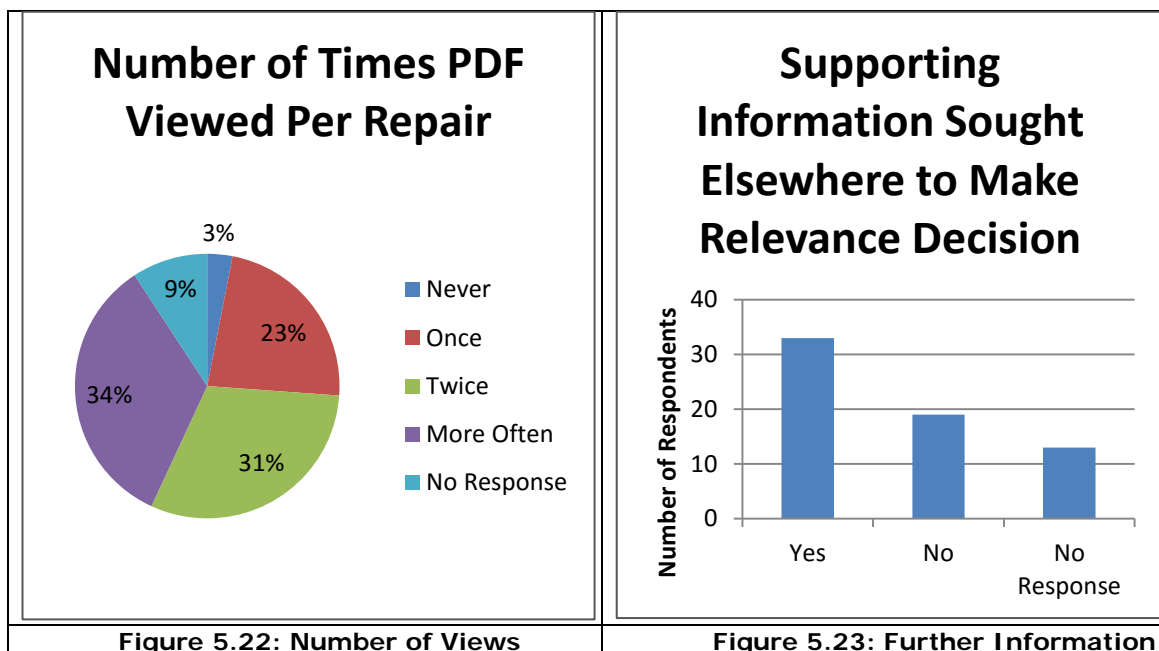 Number of Times PDF
Viewed Per Repair
3%
9%
23%
34%
31%
Never
Once
Twice
More Often
No Response
Figure 5.22: Number of Views
Supporting
Information Sought
Elsewhere to Make
Relevance Decision
Number of Respondents
40
30
20
10
0
Yes
No
No
Response
Figure 5.23: Further Information